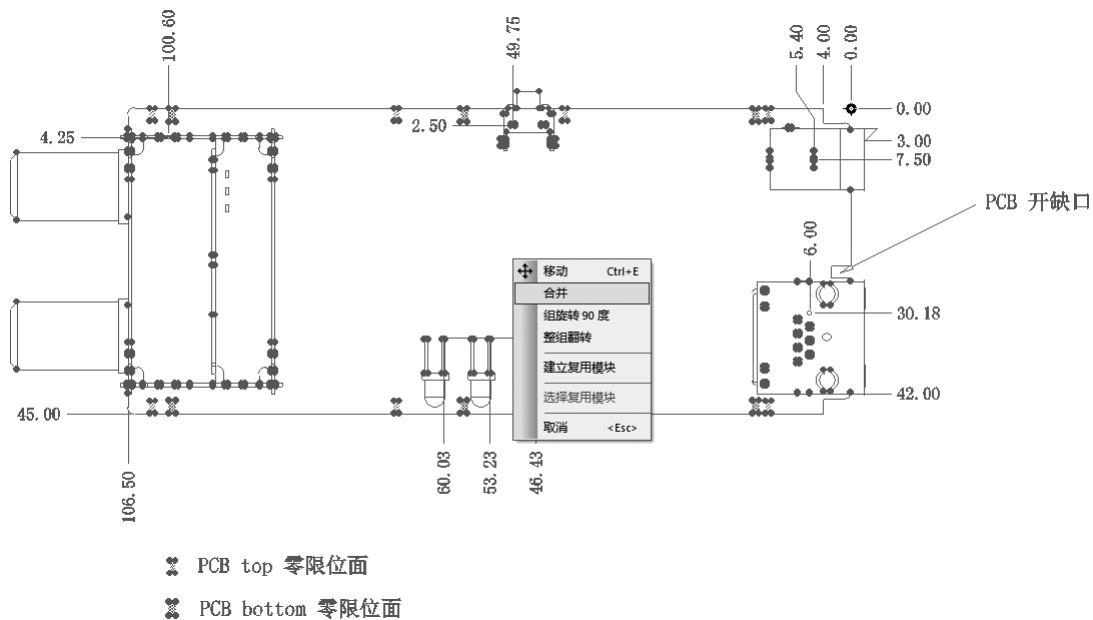 100.60
49.75
5.40
4.00
0.00
0.00
2.50
4.25
3.00
7.50
PCB 开缺口
6.00
移动 Ctrl+E
合并
组旋转 90 度
整组翻转
建立复用模块
选择复用模块
取消 <Esc>
30.18
42.00
45.00
106.50
60.03
53.23
46.43
PCB top 零限位面
PCB bottom 零限位面